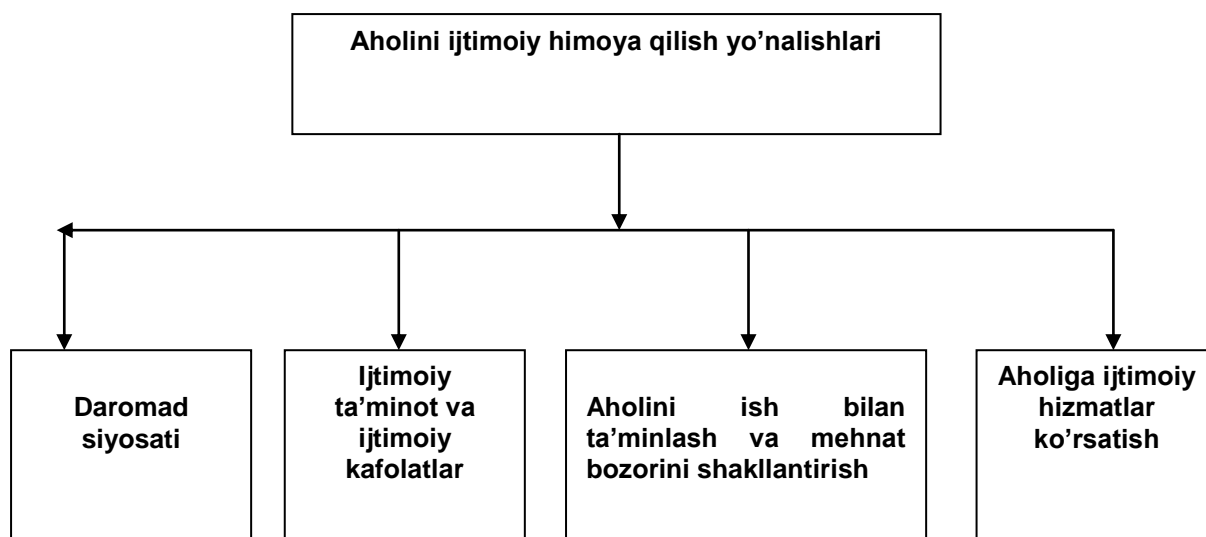 Aholini ijtimoiy himoya qilish yo’nalishlari
Daromad
siyosati
Ijtimoiy
ta’minot va
ijtimoiy
kafolatlar
Aholini ish bilan
ta’minlash va mehnat
bozorini shakllantirish
Aholiga ijtimoiy
hizmatlar
ko’rsatish